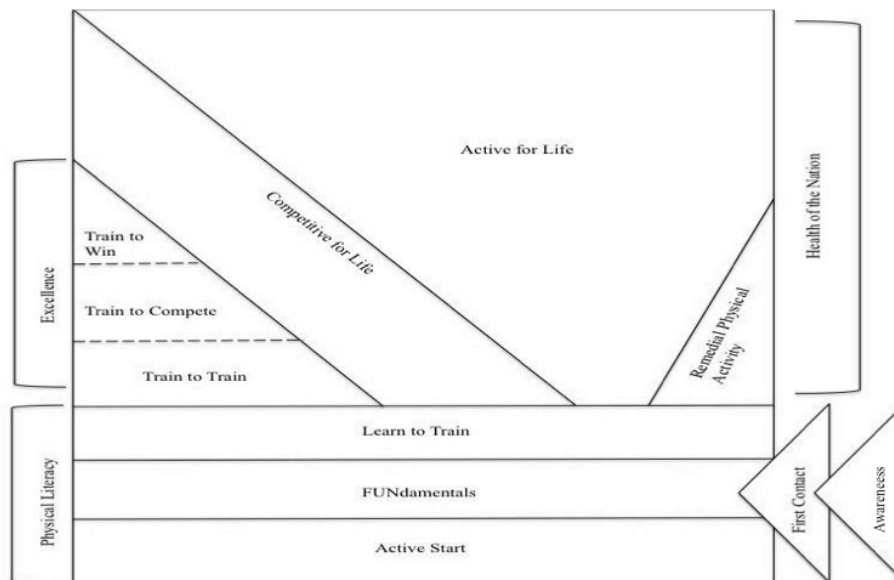 Active for Life
Competitive for Life
Health of the Nation
Excellence
Train to
Win
Train to Compete
Train to Train
Remedial Physical
Activity
Physical Literacy
Learn to Train
FUNdamentals
Active Start
First Contact
Awareness